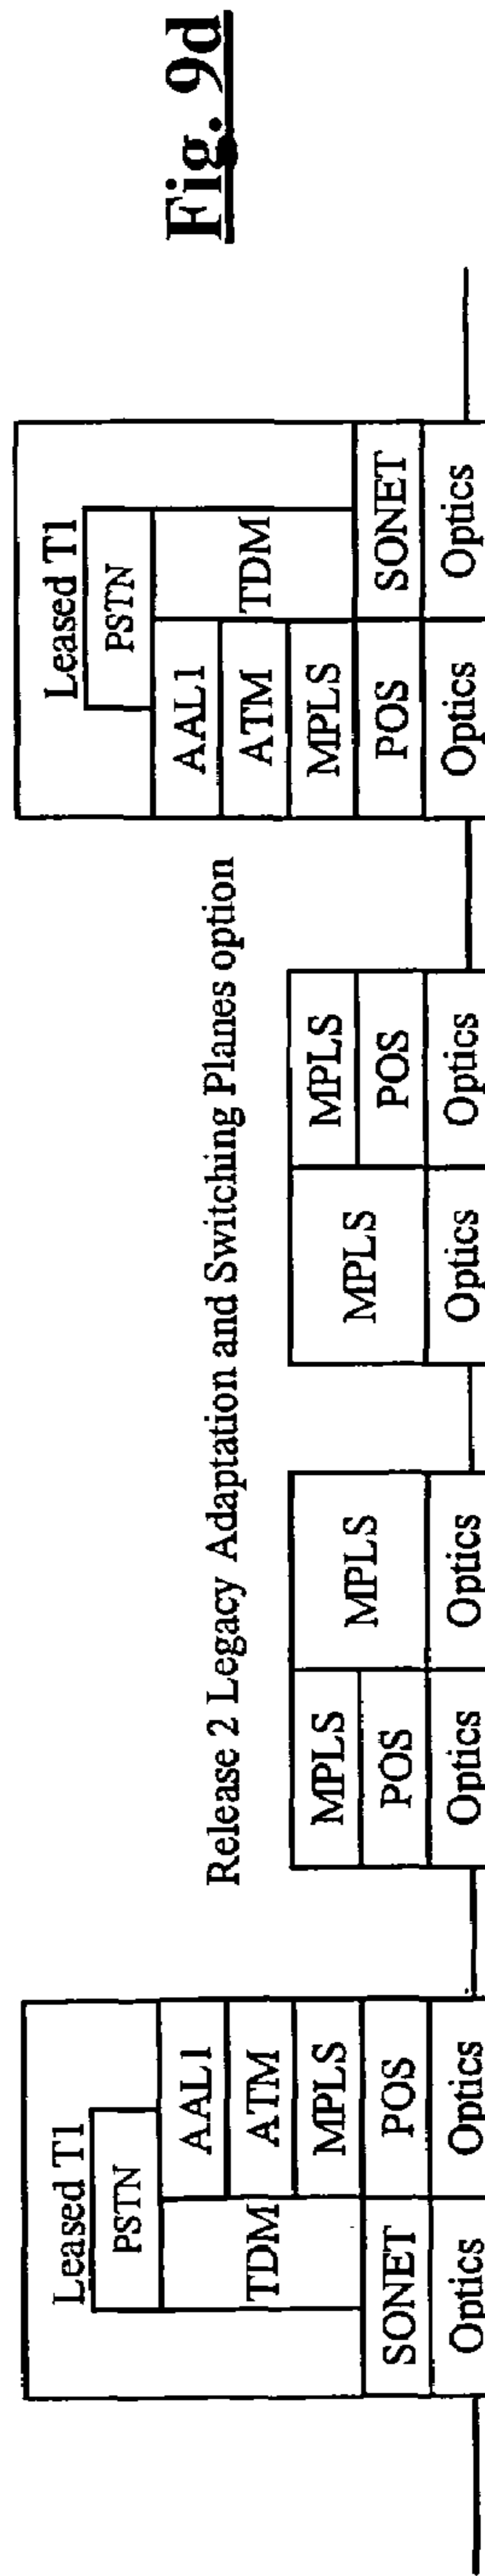 Leased T1
PSTN
TDM
AAL1
ATM
MPLS
SONET
POS
Optics
Optics
MPLS
POS
MPLS
Optics
Optics
Release 2 Legacy Adaptation and Switching Planes option
MPLS
MPLS
POS
Optics
Optics
Leased T1
PSTN
AAL1
ATM
MPLS
TDM
POS
SONET
Optics
Optics
Fig. 9d